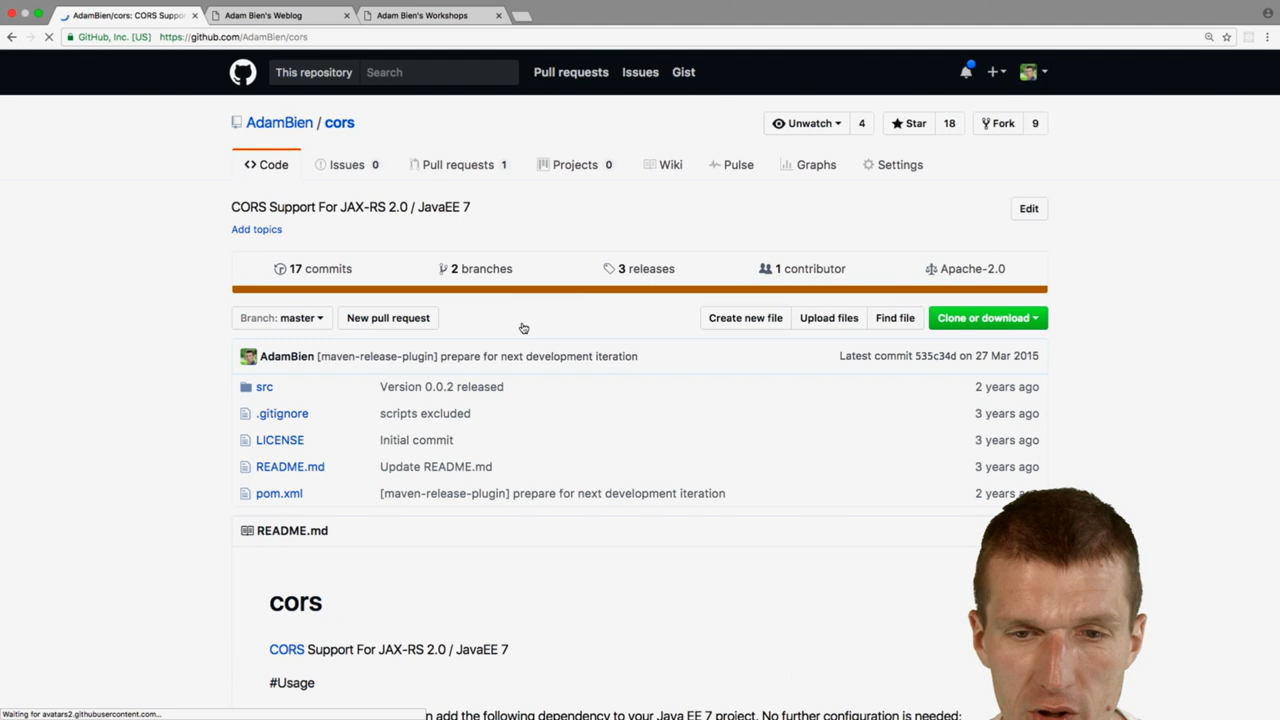 AdamBien/cors: CORS Suppo
Adam Bien's Weblog
Adam Bien's Workshops
GitHub, Inc. [US] https://github.com/AdamBien/cors
This repository Search Pull requests Issues Gist
AdamBien / cors
Unwatch 4 Star 18 Fork 9
Code Issues 0 Pull requests 1 Projects 0 Wiki Pulse Graphs Settings
CORS Support For JAX-RS 2.0 / JavaEE 7 Edit
Add topics
17 commits 2 branches 3 releases 1 contributor Apache-2.0
Branch: master New pull request Create new file Upload files Find file Clone or download
AdamBien [maven-release-plugin] prepare for next development iteration Latest commit 535c34d on 27 Mar 2015
src Version 0.0.2 released 2 years ago
.gitignore scripts excluded 3 years ago
LICENSE Initial commit 3 years ago
README.md Update README.md 3 years ago
pom.xml [maven-release-plugin] prepare for next development iteration 2 years
README.md
cors
CORS Support For JAX-RS 2.0 / JavaEE 7
#Usage
add the following dependency to your Java EE 7 project. No further configuration is needed:
Waiting for avatars2.githubusercontent.com...